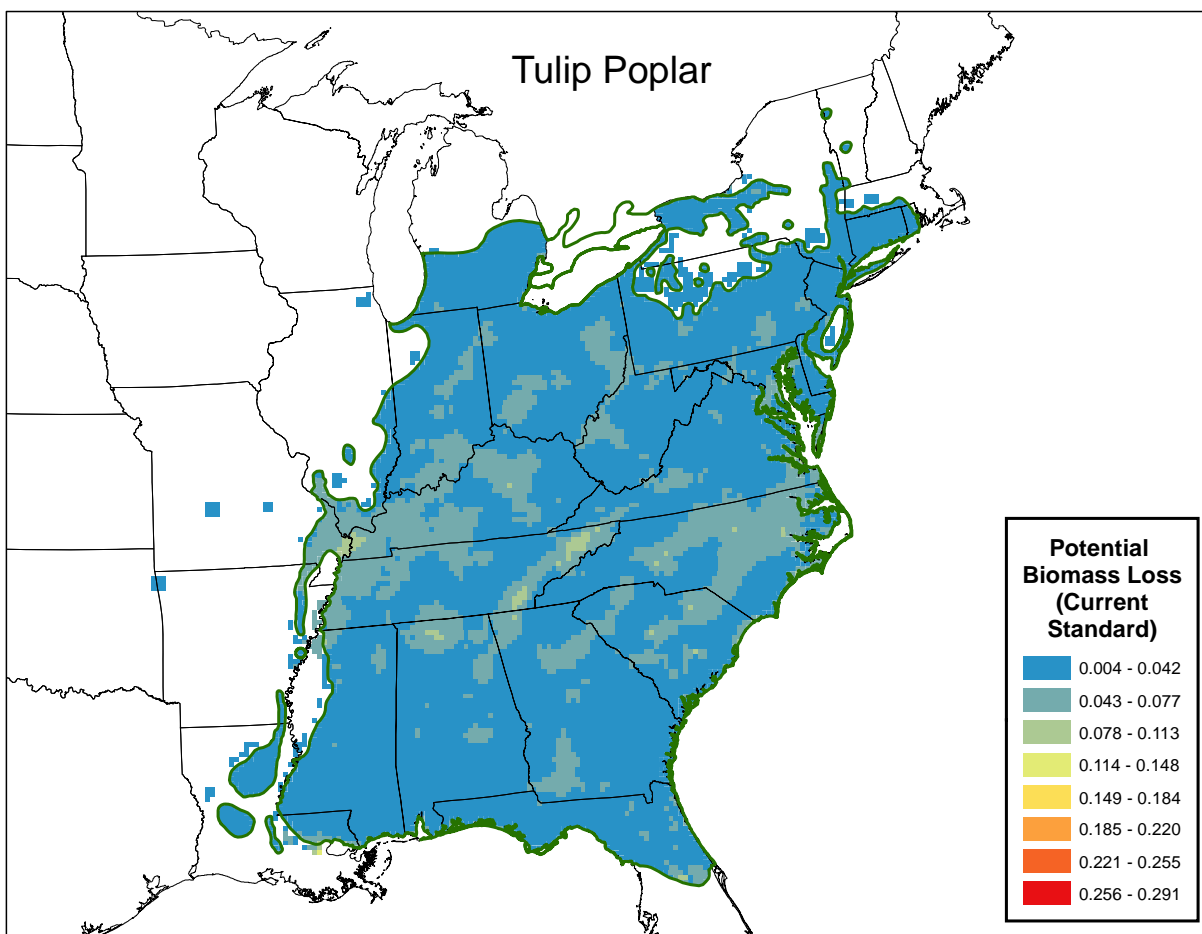 Tulip Poplar
Potential
Biomass Loss
(Current
Standard)
0.004 - 0.042
0.043 - 0.077
0.078 - 0.113
0.114 - 0.148
0.149 - 0.184
0.185 - 0.220
0.221 - 0.255
0.256 - 0.291